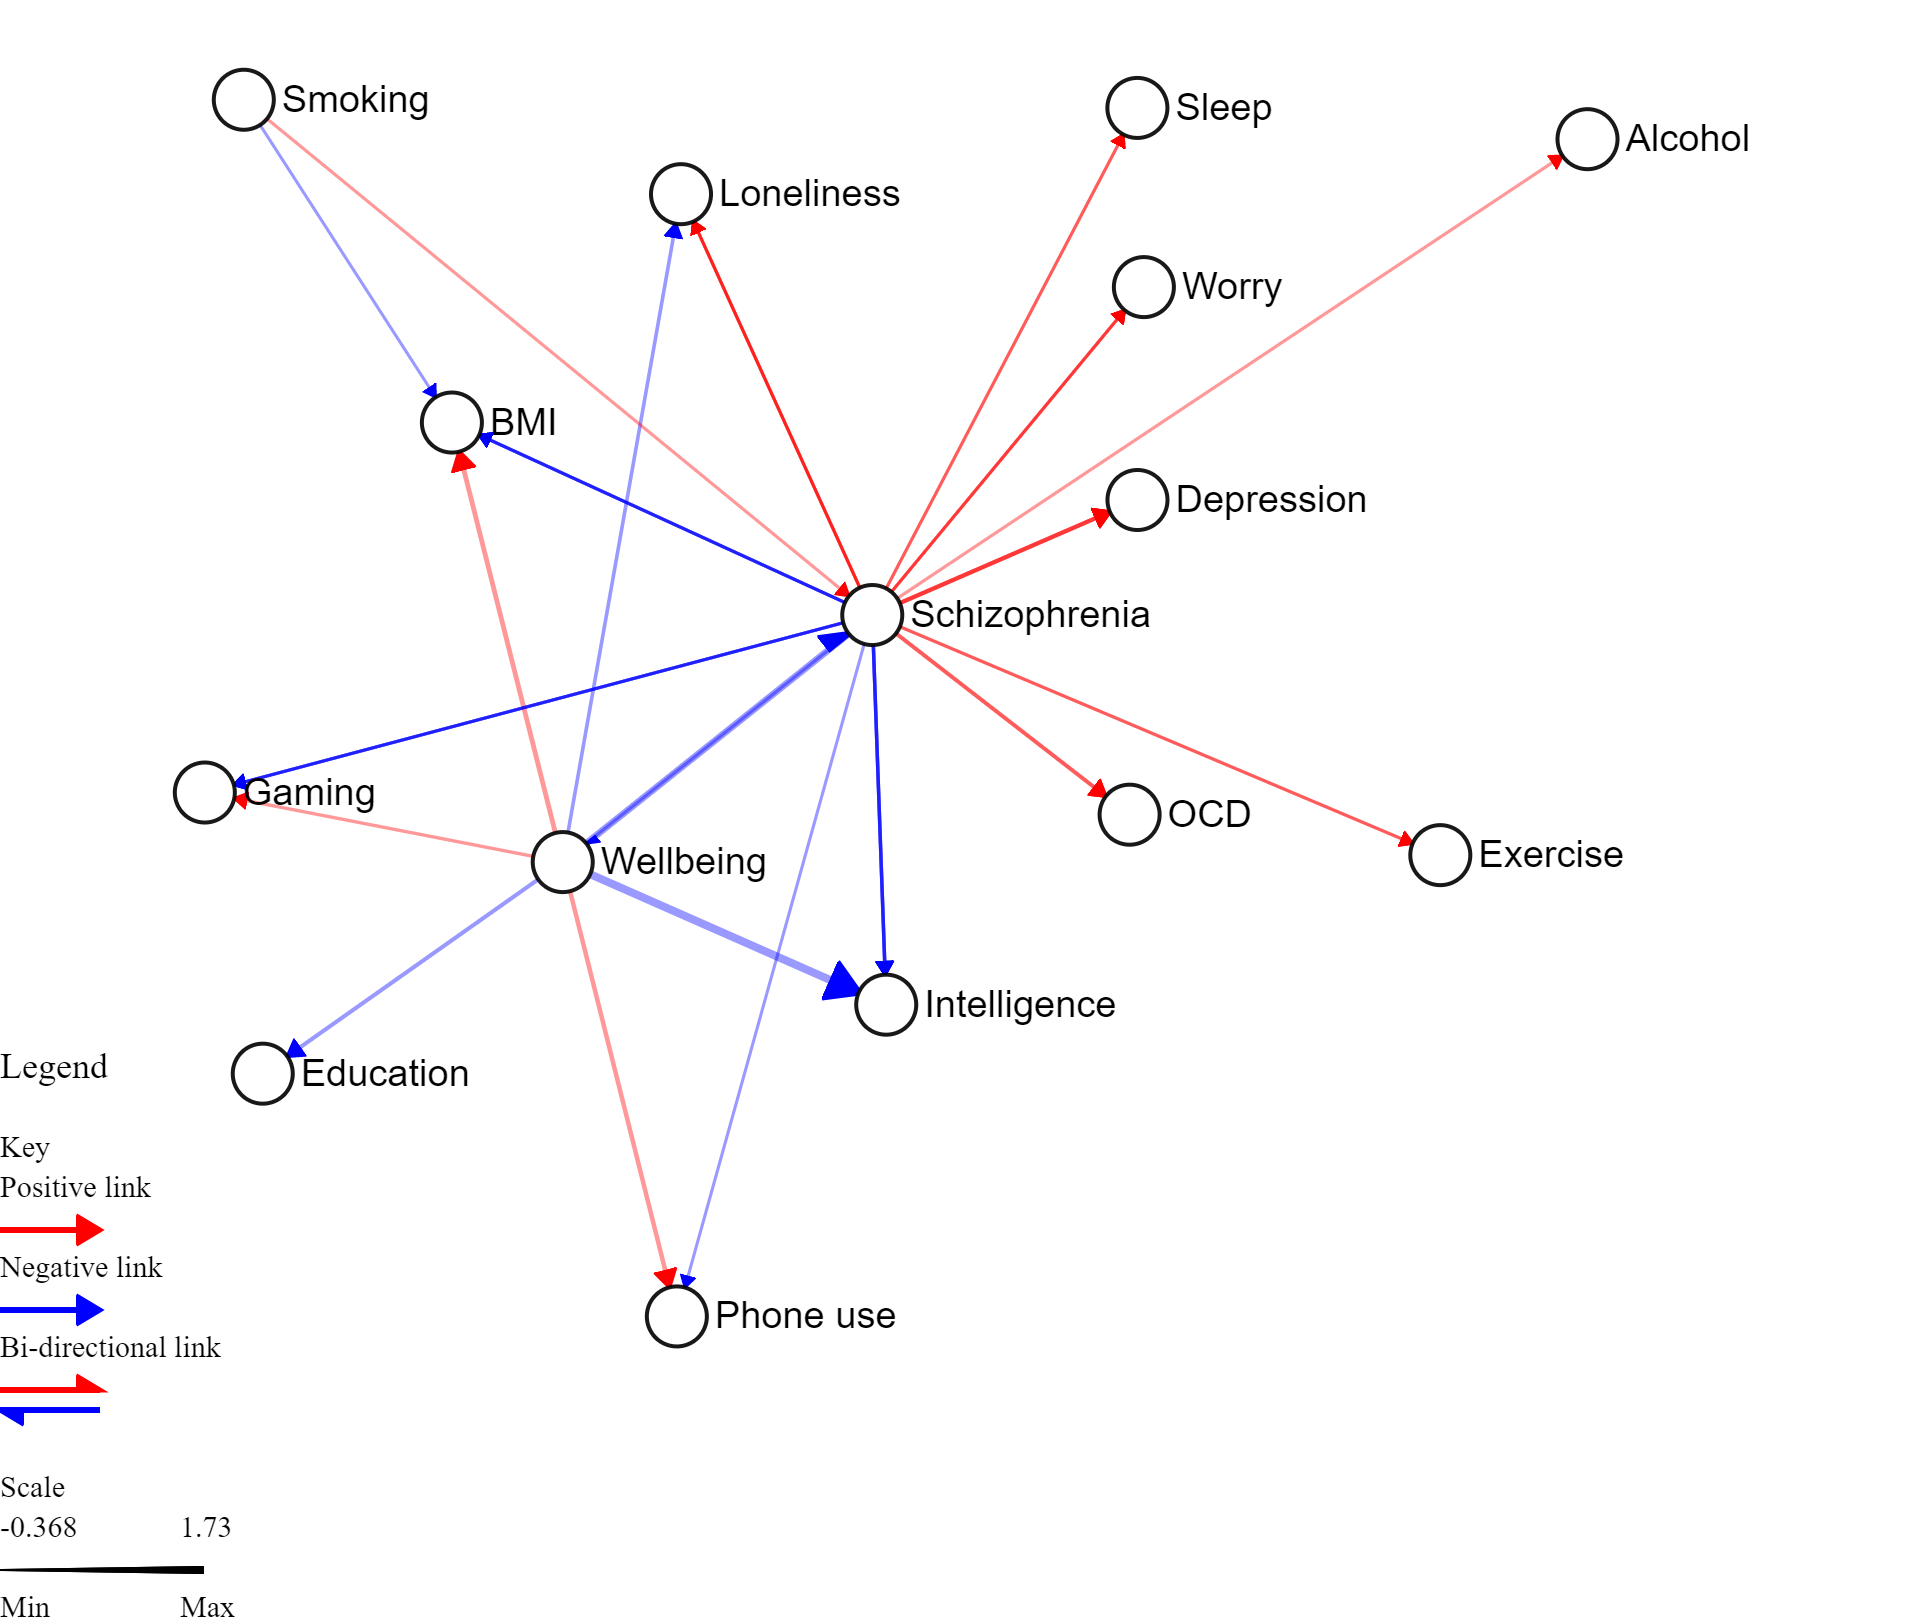 Smoking
Sleep
Alcohol
Loneliness
Worry
BMI
Depression
Schizophrenia
Gaming
OCD
Wellbeing
Exercise
Intelligence
Education
Phone use
Legend
Key
Positive link
Negative link
Bi-directional link
Scale
-0.368 1.73
Min Max